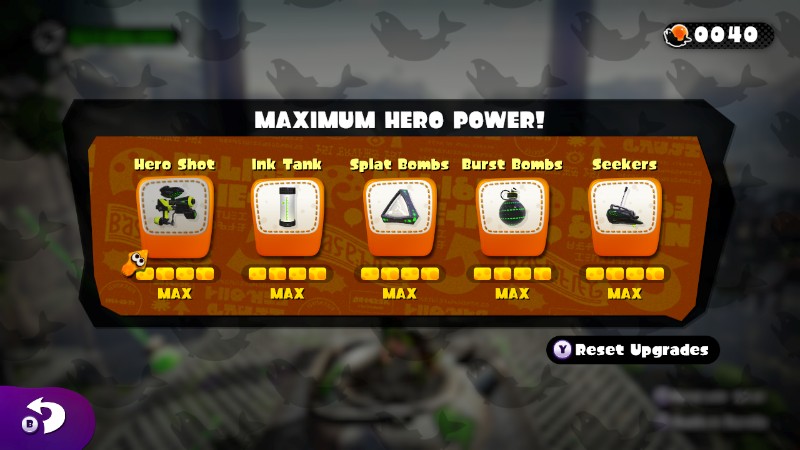 0040
MAXIMUM HERO POWER!
Hero Shot Ink Tank Splat Bombs Burst Bombs Seekers
MAX MAX MAX MAX MAX
Y Reset Upgrades
B